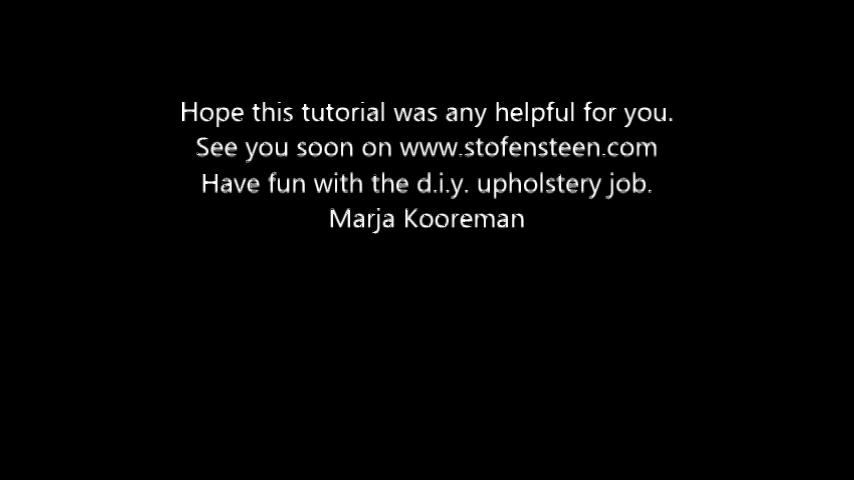 Hope this tutorial was any helpful for you.
See you soon on www.stofensteen.com
Have fun with the d.i.y. upholstery job.
Marja Kooreman